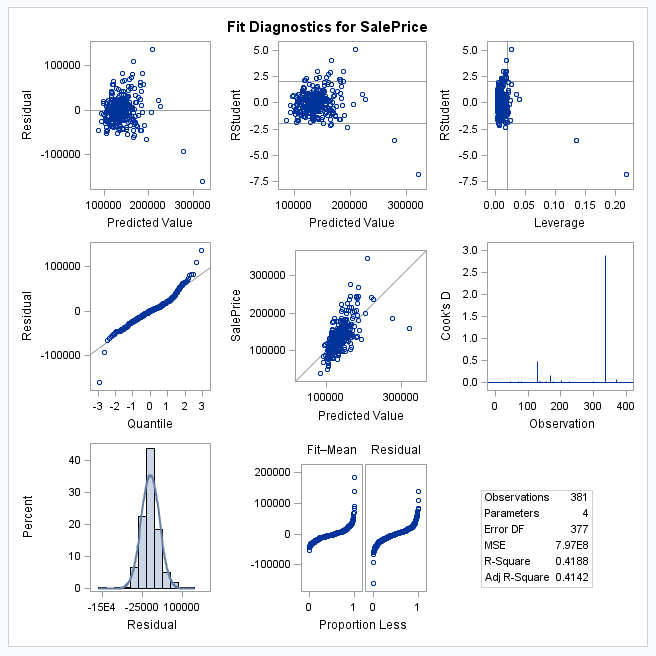 Fit Diagnostics for SalePrice
100000
0
-100000
Residual
100000 200000 300000
Predicted Value
5.0
2.5
0.0
-2.5
-5.0
-7.5
RStudent
100000 200000 300000
Predicted Value
5.0
2.5
0.0
-2.5
-5.0
-7.5
RStudent
0.00 0.05 0.10 0.15 0.20
Leverage
100000
0
-100000
Residual
-3 -2 -1 0 1 2 3
Quantile
300000
200000
100000
SalePrice
100000 300000
Predicted Value
3.0
2.5
2.0
1.5
1.0
0.5
0.0
Cook's D
0 100 200 300 400
Observation
40
30
20
10
0
Percent
-15E4 -25000 100000
Residual
Fit–Mean Residual
200000
100000
0
-100000
0 1 0 1
Proportion Less
Observations 381
Parameters 4
Error DF 377
MSE 7.97E8
R-Square 0.4188
Adj R-Square 0.4142